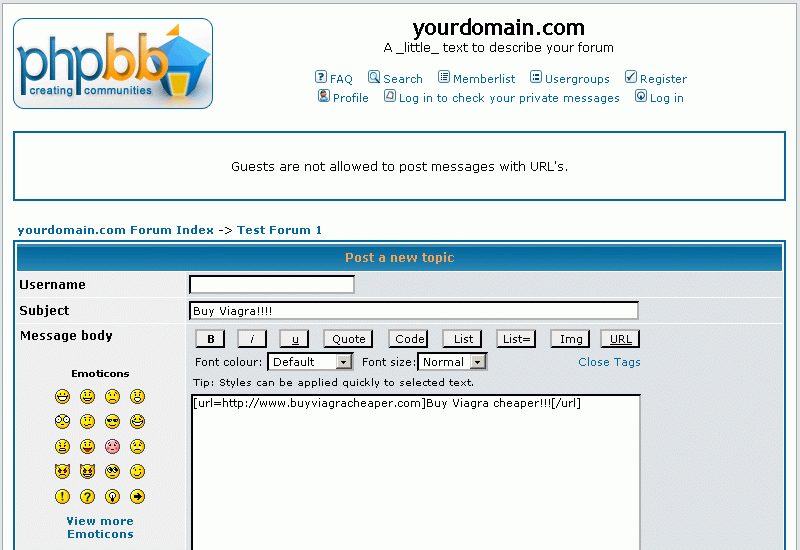 phpBB
creating communities
yourdomain.com
A _little_ text to describe your forum
FAQ Search Memberlist Usergroups Register
Profile Log in to check your private messages Log in
Guests are not allowed to post messages with URL's.
yourdomain.com Forum Index -> Test Forum 1
Post a new topic
Username
Subject Buy Viagra!!!!
Message body B i u Quote Code List List= Img URL
Font colour: Default Font size: Normal Close Tags
Emoticons
Tip: Styles can be applied quickly to selected text.
[url=http://www.buyviagracheaper.com]Buy Viagra cheaper!!![/url]
View more
Emoticons